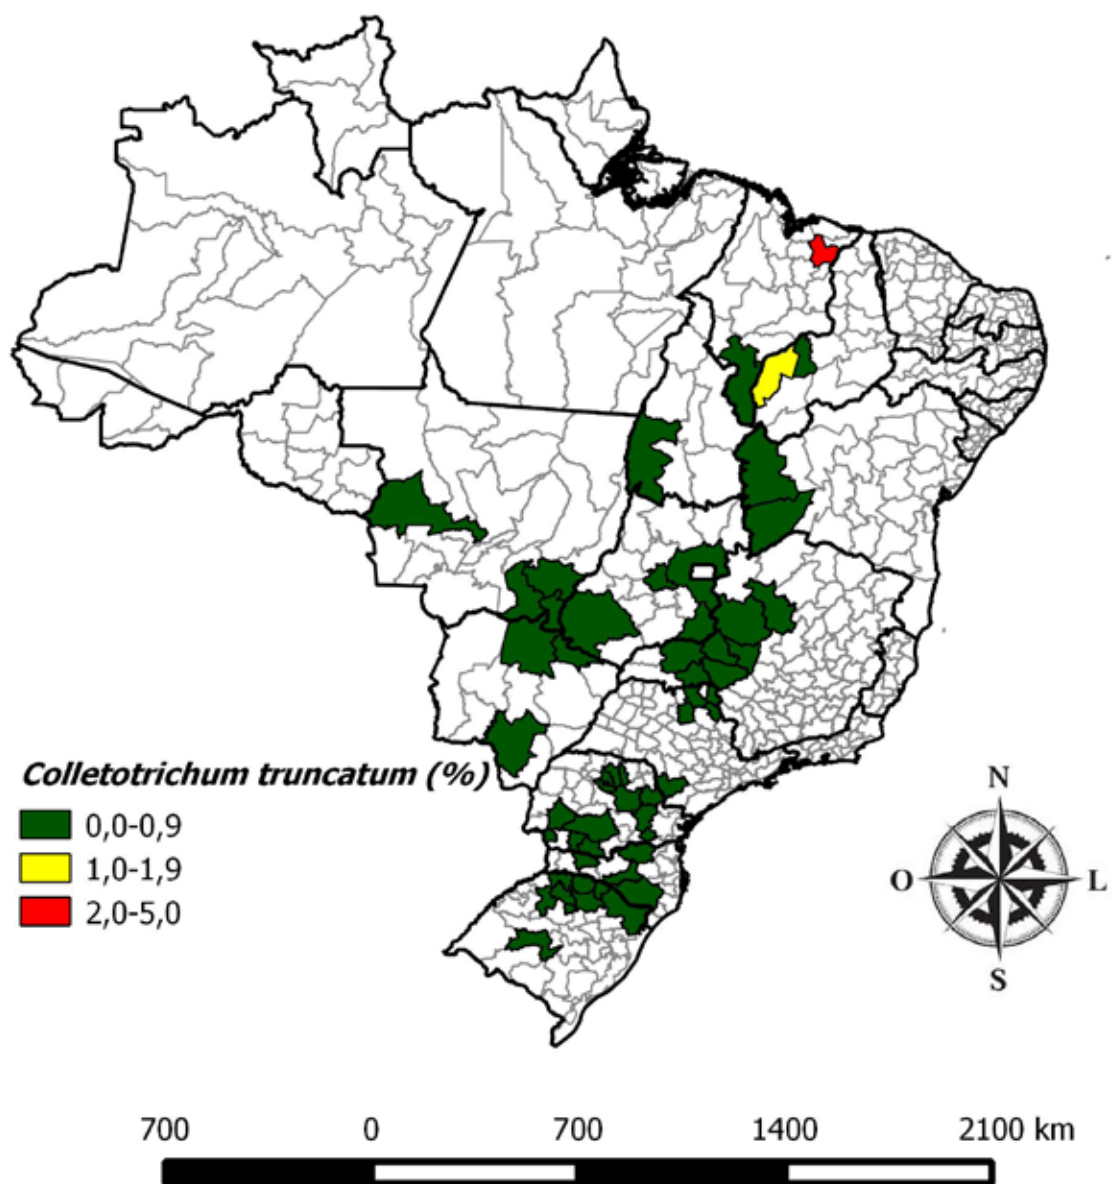 Colletotrichum truncatum (%)
0,0-0,9
1,0-1,9
2,0-5,0
N
O
L
S
700 0 700 1400 2100 km